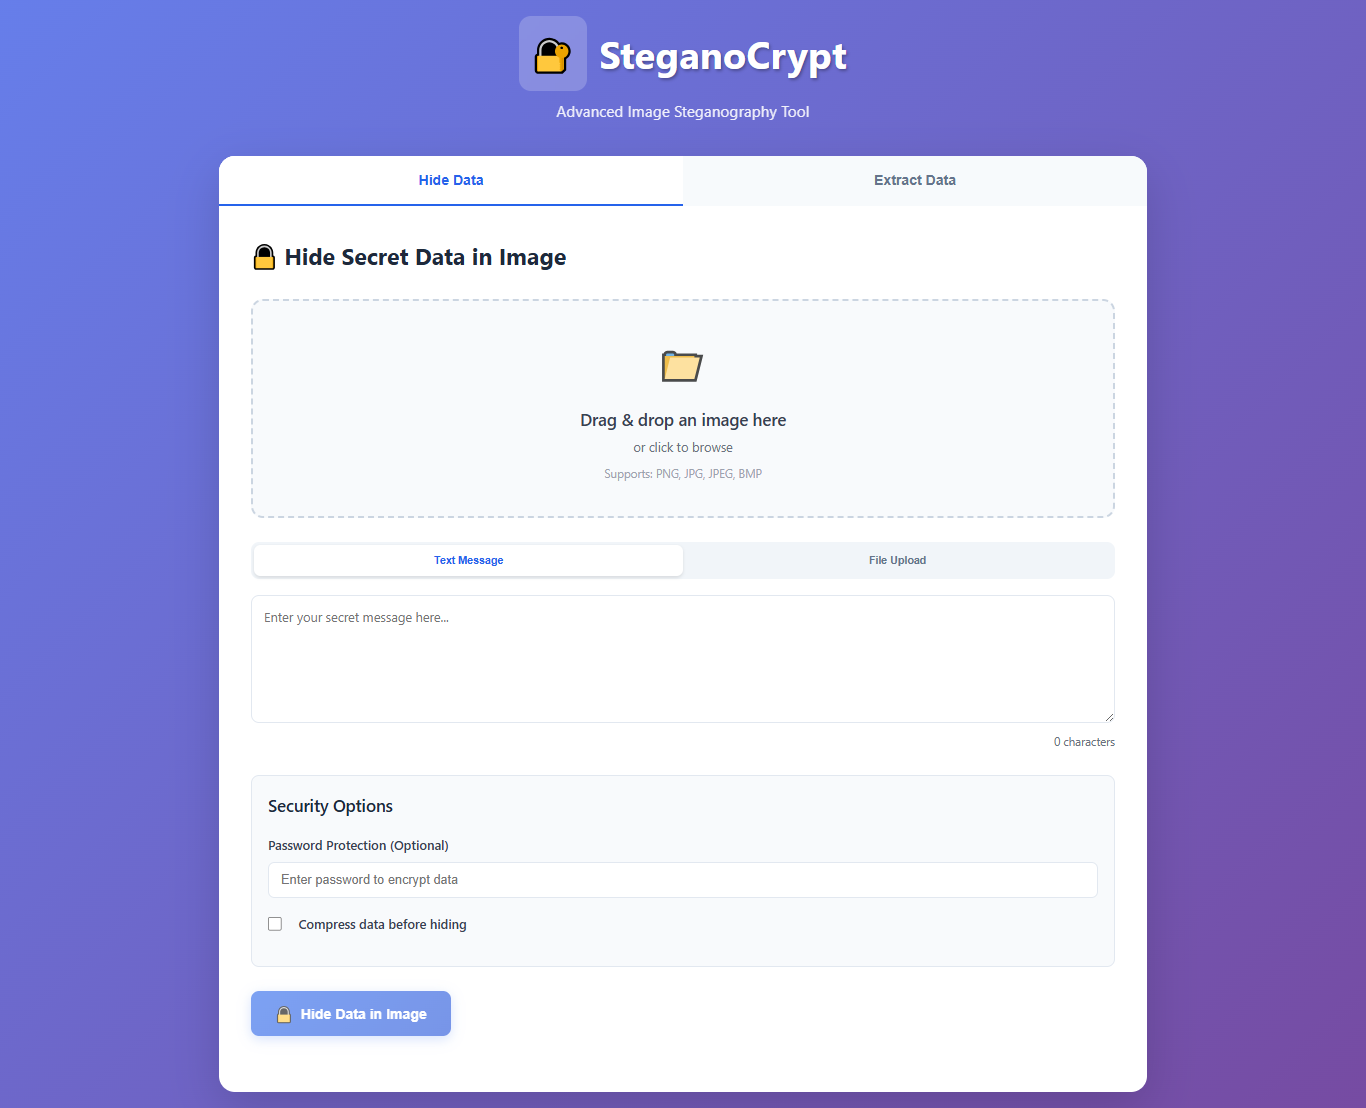 SteganoCrypt
Advanced Image Steganography Tool
Hide Data
Extract Data
Hide Secret Data in Image
Drag & drop an image here
or click to browse
Supports: PNG, JPG, JPEG, BMP
Text Message
File Upload
Enter your secret message here...
0 characters
Security Options
Password Protection (Optional)
Enter password to encrypt data
Compress data before hiding
Hide Data in Image